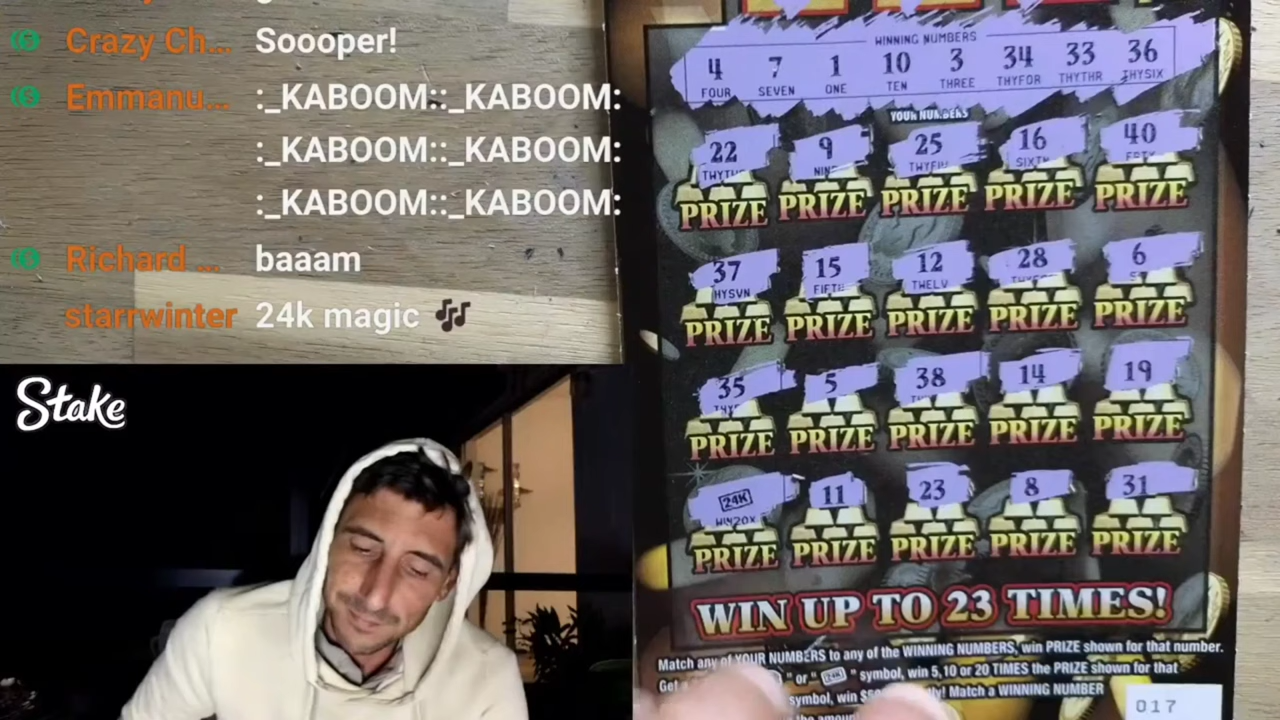 Crazy Ch... Soooper!
Emmanu... :_KABOOM::_KABOOM:
:_KABOOM::_KABOOM:
:_KABOOM::_KABOOM:
Richard ... baaam
starrwinter 24k magic 🎶
Stake
WINNING NUMBERS
4 7 1 10 3 34 33 36
FOUR SEVEN ONE TEN THREE THYFOR THYTHR THYSIX
YOUR NUMBERS
22 9 25 16 40
PRIZE PRIZE PRIZE PRIZE PRIZE
37 15 12 28 6
HYSVN FIFTN TWELV
PRIZE PRIZE PRIZE PRIZE PRIZE
35 5 38 14 19
PRIZE PRIZE PRIZE PRIZE PRIZE
24K 11 23 8 31
WIN20X
PRIZE PRIZE PRIZE PRIZE PRIZE
WIN UP TO 23 TIMES!
Match any of YOUR NUMBERS to any of the WINNING NUMBERS, win PRIZE shown for that number.
Get a " or " 24K " symbol, win 5,10 or 20 TIMES the PRIZE shown for that
symbol, win Match a WINNING NUMBER
017